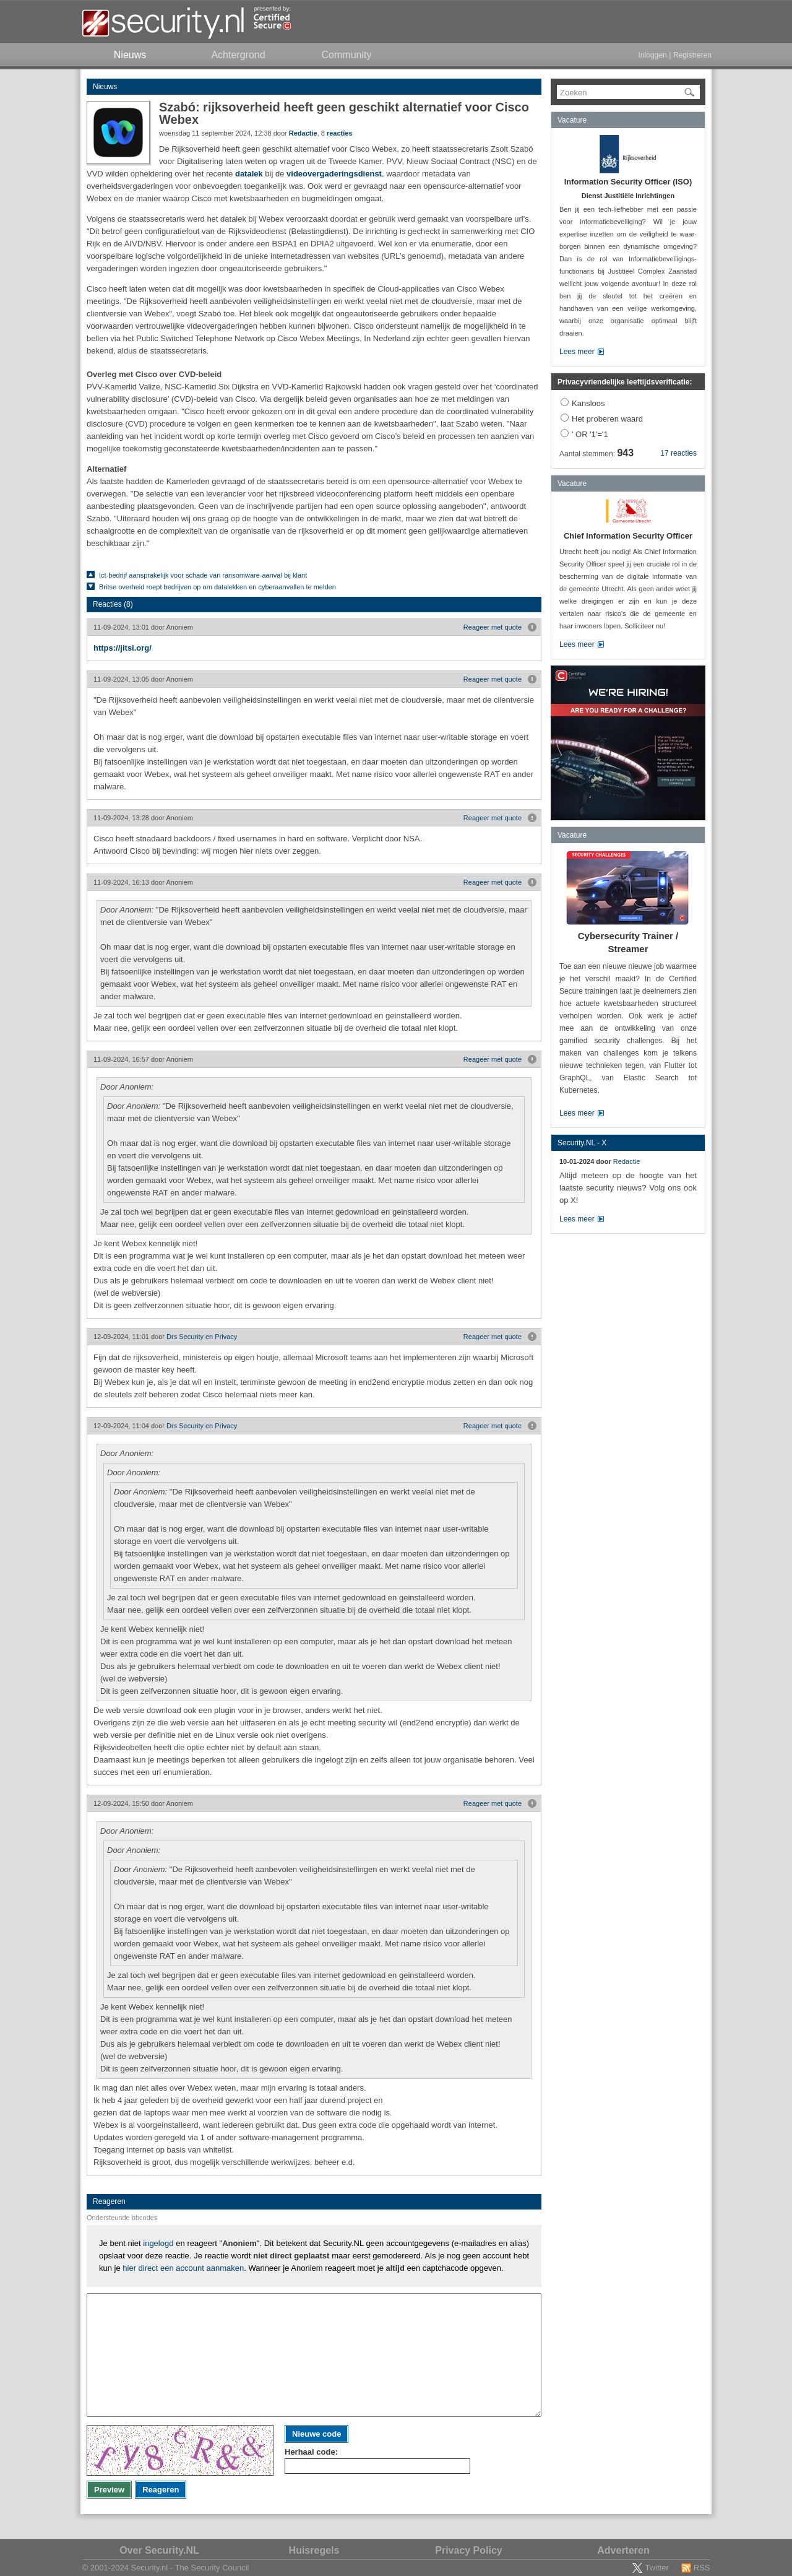 security.nl
presented by:
Certified
Secure
Nieuws
Achtergrond
Community
Inloggen | Registreren
Nieuws
Szabó: rijksoverheid heeft geen geschikt alternatief voor Cisco
Webex
woensdag 11 september 2024, 12:38 door Redactie, 8 reacties
De Rijksoverheid heeft geen geschikt alternatief voor Cisco Webex, zo heeft staatssecretaris Zsolt Szabó
voor Digitalisering laten weten op vragen uit de Tweede Kamer. PVV, Nieuw Sociaal Contract (NSC) en de
VVD wilden opheldering over het recente datalek bij de videovergaderingsdienst, waardoor metadata van
overheidsvergaderingen voor onbevoegden toegankelijk was. Ook werd er gevraagd naar een opensource-alternatief voor
Webex en de manier waarop Cisco met kwetsbaarheden en bugmeldingen omgaat.
Volgens de staatssecretaris werd het datalek bij Webex veroorzaakt doordat er gebruik werd gemaakt van voorspelbare url's.
"Dit betrof geen configuratiefout van de Rijksvideodienst (Belastingdienst). De inrichting is gecheckt in samenwerking met CIO
Rijk en de AIVD/NBV. Hiervoor is onder andere een BSPA1 en DPIA2 uitgevoerd. Wel kon er via enumeratie, door een
voorspelbare logische volgordelijkheid in de unieke internetadressen van websites (URL's genoemd), metadata van andere
vergaderingen worden ingezien door ongeautoriseerde gebruikers."
Cisco heeft laten weten dat dit mogelijk was door kwetsbaarheden in specifiek de Cloud-applicaties van Cisco Webex
meetings. "De Rijksoverheid heeft aanbevolen veiligheidsinstellingen en werkt veelal niet met de cloudversie, maar met de
clientversie van Webex", voegt Szabó toe. Het bleek ook mogelijk dat ongeautoriseerde gebruikers onder bepaalde
voorwaarden vertrouwelijke videovergaderingen hebben kunnen bijwonen. Cisco ondersteunt namelijk de mogelijkheid in te
bellen via het Public Switched Telephone Network op Cisco Webex Meetings. In Nederland zijn echter geen gevallen hiervan
bekend, aldus de staatssecretaris.
Overleg met Cisco over CVD-beleid
PVV-Kamerlid Valize, NSC-Kamerlid Six Dijkstra en VVD-Kamerlid Rajkowski hadden ook vragen gesteld over het 'coordinated
vulnerability disclosure' (CVD)-beleid van Cisco. Via dergelijk beleid geven organisaties aan hoe ze met meldingen van
kwetsbaarheden omgaan. "Cisco heeft ervoor gekozen om in dit geval een andere procedure dan de coordinated vulnerability
disclosure (CVD) procedure te volgen en geen kwetsbaarheid nummer (CVE) te registreren", laat Szabó weten. "Naar
aanleiding van het incident wordt op korte termijn overleg met Cisco gevoerd om Cisco's beleid en processen ten aanzien van
mogelijke toekomstig geconstateerde kwetsbaarheden/incidenten aan te passen."
Alternatief
Als laatste hadden de Kamerleden gevraagd of de staatssecretaris bereid is om een opensource-alternatief voor Webex te
overwegen. "De selectie van een leverancier voor het rijksbreed videoconferencing platform heeft middels een openbare
aanbesteding plaatsgevonden. Geen van de inschrijvende partijen had een op opensource gebaseerde oplossing", antwoordt
Szabó. "Uiteraard houden wij ons graag op de hoogte van de ontwikkelingen in de markt, maar we zien dat wat betreft de
schaalgrootte en de complexiteit van de organisatie van de rijksoverheid er op dit moment geen gelijkwaardige alternatieven
beschikbaar zijn."
Ict-bedrijf aansprakelijk voor schade van ransomware-aanval bij klant
Britse overheid roept bedrijven op om datalekken en cyberaanvallen te melden
Reacties (8)
11-09-2024, 13:01 door Anoniem
Reageer met quote
https://jitsi.org/
11-09-2024, 13:05 door Anoniem
Reageer met quote
"De Rijksoverheid heeft aanbevolen veiligheidsinstellingen en werkt veelal niet met de cloudversie, maar met de clientversie
van Webex"
Oh maar dat is nog erger, want die download bij opstarten executable files van internet naar user-writable storage en voert
die vervolgens uit.
Bij fatsoenlijke instellingen van je werkstation wordt dat niet toegestaan, en daar moeten dan uitzonderingen op worden
gemaakt voor Webex, wat het systeem als geheel onveiliger maakt. Met name risico voor allerlei ongewenste RAT en ander
malware.
11-09-2024, 13:28 door Anoniem
Reageer met quote
Cisco heeft stnadaard backdoors / fixed usernames in hard en software. Verplicht door NSA.
Antwoord Cisco bij bevinding: wij mogen hier niets over zeggen.
11-09-2024, 16:13 door Anoniem
Reageer met quote
Door Anoniem: "De Rijksoverheid heeft aanbevolen veiligheidsinstellingen en werkt veelal niet met de cloudversie, maar
met de clientversie van Webex"
Oh maar dat is nog erger, want die download bij opstarten executable files van internet naar user-writable storage en
voert die vervolgens uit.
Bij fatsoenlijke instellingen van je werkstation wordt dat niet toegestaan, en daar moeten dan uitzonderingen op worden
gemaakt voor Webex, wat het systeem als geheel onveiliger maakt. Met name risico voor allerlei ongewenste RAT en
ander malware.
Je zal toch wel begrijpen dat er geen executable files van internet gedownload en geinstalleerd worden.
Maar nee, gelijk een oordeel vellen over een zelfverzonnen situatie bij de overheid die totaal niet klopt.
11-09-2024, 16:57 door Anoniem
Reageer met quote
Door Anoniem:
Door Anoniem: "De Rijksoverheid heeft aanbevolen veiligheidsinstellingen en werkt veelal niet met de cloudversie,
maar met de clientversie van Webex"
Oh maar dat is nog erger, want die download bij opstarten executable files van internet naar user-writable storage
en voert die vervolgens uit.
Bij fatsoenlijke instellingen van je werkstation wordt dat niet toegestaan, en daar moeten dan uitzonderingen op
worden gemaakt voor Webex, wat het systeem als geheel onveiliger maakt. Met name risico voor allerlei
ongewenste RAT en ander malware.
Je zal toch wel begrijpen dat er geen executable files van internet gedownload en geinstalleerd worden.
Maar nee, gelijk een oordeel vellen over een zelfverzonnen situatie bij de overheid die totaal niet klopt.
Je kent Webex kennelijk niet!
Dit is een programma wat je wel kunt installeren op een computer, maar als je het dan opstart download het meteen weer
extra code en die voert het dan uit.
Dus als je gebruikers helemaal verbiedt om code te downloaden en uit te voeren dan werkt de Webex client niet!
(wel de webversie)
Dit is geen zelfverzonnen situatie hoor, dit is gewoon eigen ervaring.
12-09-2024, 11:01 door Drs Security en Privacy
Reageer met quote
Fijn dat de rijksoverheid, ministereis op eigen houtje, allemaal Microsoft teams aan het implementeren zijn waarbij Microsoft
gewoon de master key heeft.
Bij Webex kun je, als je dat wil en instelt, tenminste gewoon de meeting in end2end encryptie modus zetten en dan ook nog
de sleutels zelf beheren zodat Cisco helemaal niets meer kan.
12-09-2024, 11:04 door Drs Security en Privacy
Reageer met quote
Door Anoniem:
Door Anoniem:
Door Anoniem: "De Rijksoverheid heeft aanbevolen veiligheidsinstellingen en werkt veelal niet met de
cloudversie, maar met de clientversie van Webex"
Oh maar dat is nog erger, want die download bij opstarten executable files van internet naar user-writable
storage en voert die vervolgens uit.
Bij fatsoenlijke instellingen van je werkstation wordt dat niet toegestaan, en daar moeten dan uitzonderingen op
worden gemaakt voor Webex, wat het systeem als geheel onveiliger maakt. Met name risico voor allerlei
ongewenste RAT en ander malware.
Je zal toch wel begrijpen dat er geen executable files van internet gedownload en geinstalleerd worden.
Maar nee, gelijk een oordeel vellen over een zelfverzonnen situatie bij de overheid die totaal niet klopt.
Je kent Webex kennelijk niet!
Dit is een programma wat je wel kunt installeren op een computer, maar als je het dan opstart download het meteen
weer extra code en die voert het dan uit.
Dus als je gebruikers helemaal verbiedt om code te downloaden en uit te voeren dan werkt de Webex client niet!
(wel de webversie)
Dit is geen zelfverzonnen situatie hoor, dit is gewoon eigen ervaring.
De web versie download ook een plugin voor in je browser, anders werkt het niet.
Overigens zijn ze die web versie aan het uitfaseren en als je echt meeting security wil (end2end encryptie) dan werkt de
web versie per definitie niet en de Linux versie ook niet overigens.
Rijksvideobellen heeft die optie echter niet by default aan staan.
Daarnaast kun je meetings beperken tot alleen gebruikers die ingelogt zijn en zelfs alleen tot jouw organisatie behoren. Veel
succes met een url enumeration.
12-09-2024, 15:50 door Anoniem
Reageer met quote
Door Anoniem:
Door Anoniem:
Door Anoniem: "De Rijksoverheid heeft aanbevolen veiligheidsinstellingen en werkt veelal niet met de
cloudversie, maar met de clientversie van Webex"
Oh maar dat is nog erger, want die download bij opstarten executable files van internet naar user-writable
storage en voert die vervolgens uit.
Bij fatsoenlijke instellingen van je werkstation wordt dat niet toegestaan, en daar moeten dan uitzonderingen op
worden gemaakt voor Webex, wat het systeem als geheel onveiliger maakt. Met name risico voor allerlei
ongewenste RAT en ander malware.
Je zal toch wel begrijpen dat er geen executable files van internet gedownload en geinstalleerd worden.
Maar nee, gelijk een oordeel vellen over een zelfverzonnen situatie bij de overheid die totaal niet klopt.
Je kent Webex kennelijk niet!
Dit is een programma wat je wel kunt installeren op een computer, maar als je het dan opstart download het meteen
weer extra code en die voert het dan uit.
Dus als je gebruikers helemaal verbiedt om code te downloaden en uit te voeren dan werkt de Webex client niet!
(wel de webversie)
Dit is geen zelfverzonnen situatie hoor, dit is gewoon eigen ervaring.
Ik mag dan niet alles over Webex weten, maar mijn ervaring is totaal anders.
Ik heb 4 jaar geleden bij de overheid gewerkt voor een half jaar durend project en
gezien dat de laptops waar men mee werkt al voorzien van de software die nodig is.
Webex is al voorgeinstalleerd, want iedereen gebruikt dat. Dus geen extra code die opgehaald wordt van internet.
Updates worden geregeld via 1 of ander software-management programma.
Toegang internet op basis van whitelist.
Rijksoverheid is groot, dus mogelijk verschillende werkwijzes, beheer e.d.
Reageren
Ondersteunde bbcodes
Je bent niet ingelogd en reageert "Anoniem". Dit betekent dat Security.NL geen accountgegevens (e-mailadres en alias)
opslaat voor deze reactie. Je reactie wordt niet direct geplaatst maar eerst gemodereerd. Als je nog geen account hebt
kun je hier direct een account aanmaken. Wanneer je Anoniem reageert moet je altijd een captchacode opgeven.
fy8eR&&
Nieuwe code
Herhaal code:
Preview
Reageren
Zoeken
Vacature
Rijksoverheid
Information Security Officer (ISO)
Dienst Justitiële Inrichtingen
Ben jij een tech-liefhebber met een passie
voor informatiebeveiliging? Wil je jouw
expertise inzetten om de veiligheid te waar-
borgen binnen een dynamische omgeving?
Dan is de rol van Informatiebeveiligings-
functionaris bij Justitieel Complex Zaanstad
wellicht jouw volgende avontuur! In deze rol
ben jij de sleutel tot het creëren en
handhaven van een veilige werkomgeving,
waarbij onze organisatie optimaal blijft
draaien.
Lees meer
Privacyvriendelijke leeftijdsverificatie:
Kansloos
Het proberen waard
' OR '1'='1
Aantal stemmen: 943
17 reacties
Vacature
Gemeente Utrecht
Chief Information Security Officer
Utrecht heeft jou nodig! Als Chief Information
Security Officer speel jij een cruciale rol in de
bescherming van de digitale informatie van
de gemeente Utrecht. Als geen ander weet jij
welke dreigingen er zijn en kun je deze
vertalen naar risico's die de gemeente en
haar inwoners lopen. Solliciteer nu!
Lees meer
Certified
Secure
WE'RE HIRING!
ARE YOU READY FOR A CHALLENGE?
Vacature
SECURITY CHALLENGES
Cybersecurity Trainer /
Streamer
Toe aan een nieuwe nieuwe job waarmee
je het verschil maakt? In de Certified
Secure trainingen laat je deelnemers zien
hoe actuele kwetsbaarheden structureel
verholpen worden. Ook werk je actief
mee aan de ontwikkeling van onze
gamified security challenges. Bij het
maken van challenges kom je telkens
nieuwe technieken tegen, van Flutter tot
GraphQL, van Elastic Search tot
Kubernetes.
Lees meer
Security.NL - X
10-01-2024 door Redactie
Altijd meteen op de hoogte van het
laatste security nieuws? Volg ons ook
op X!
Lees meer
Over Security.NL
Huisregels
Privacy Policy
Adverteren
© 2001-2024 Security.nl - The Security Council
Twitter
RSS